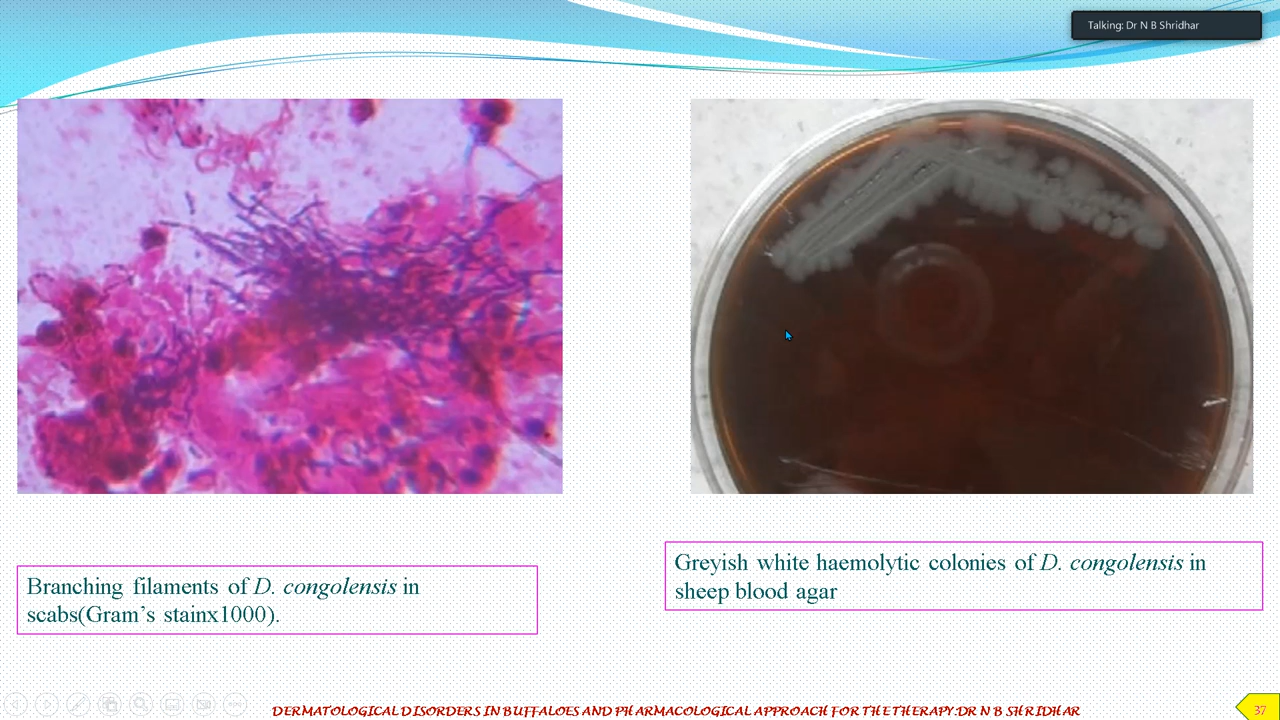 Talking: Dr N B Shridhar
Branching filaments of D. congolensis in
scabs(Gram’s stainx1000).
Greyish white haemolytic colonies of D. congolensis in
sheep blood agar
DERMATOLOGICAL DISORDERS IN BUFFALOES AND PHARMACOLOGICAL APPROACH FOR THE THERAPY:DR N B SHRIDHAR
37